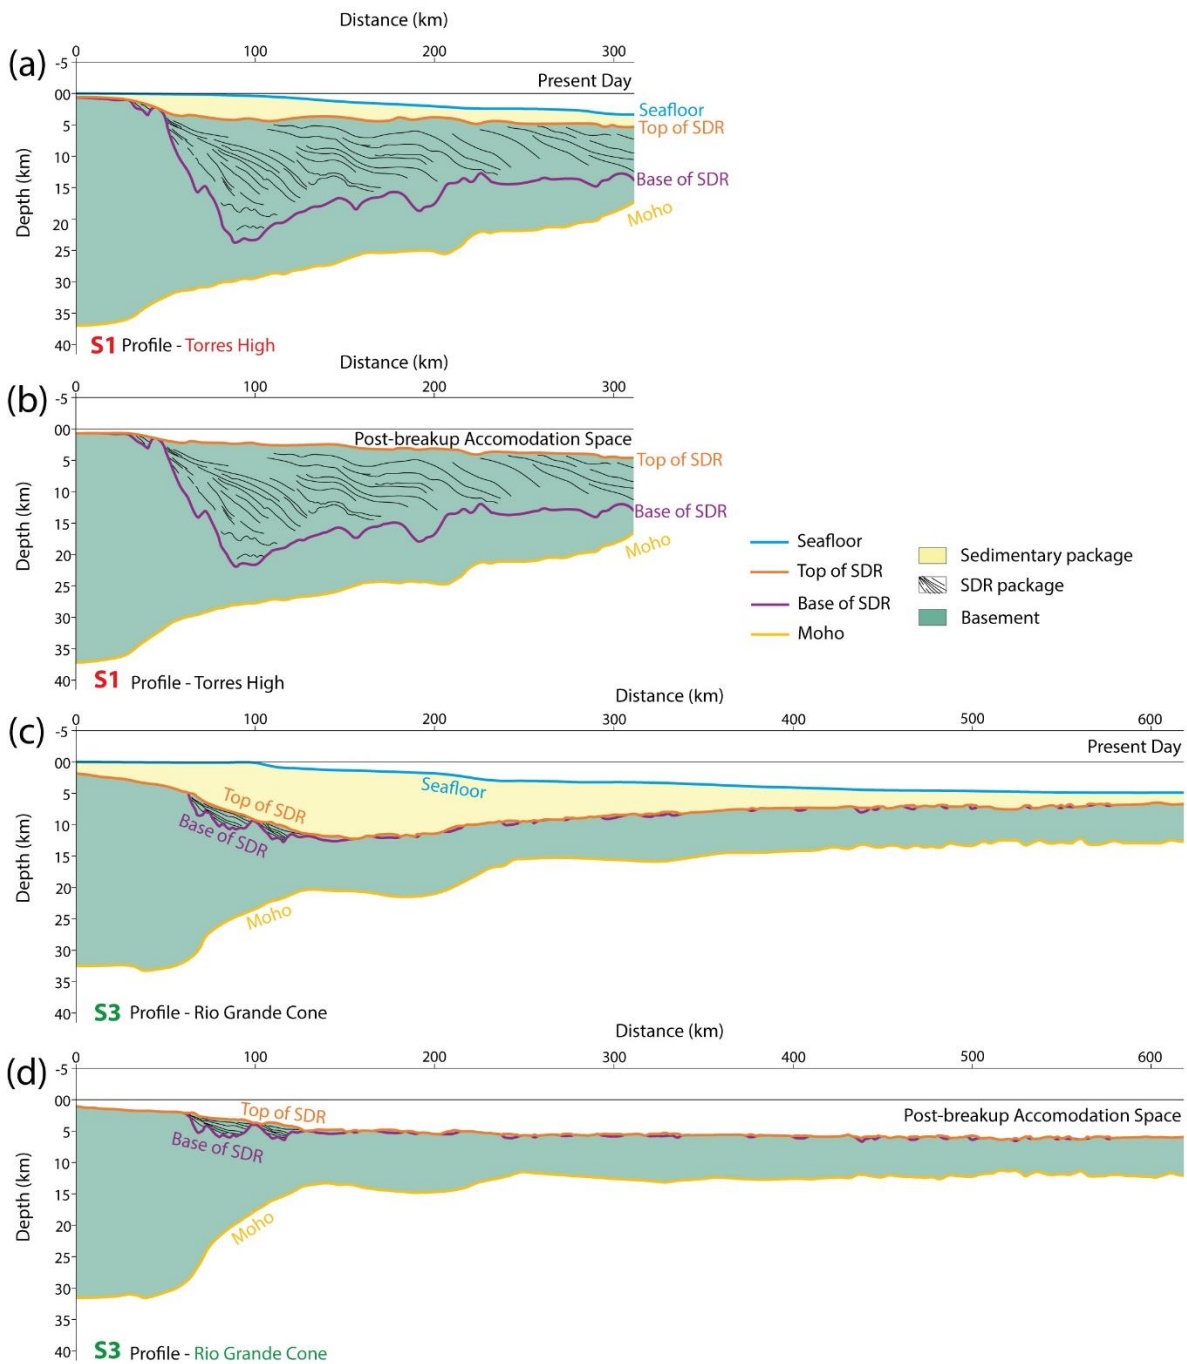 Distance (km)
0 100 200 300
(a)
-5
Present Day
00
Seafloor
5
Top of SDR
10
15
Base of SDR
20
Moho
25
30
35
40
Depth (km)
S1 Profile - Torres High
Distance (km)
0 100 200 300
(b)
-5
00
Post-breakup Accomodation Space
5
Top of SDR
10
Base of SDR
15
20
Moho
25
30
35
40
Depth (km)
S1 Profile - Torres High
Seafloor
Top of SDR
Base of SDR
Moho
Sedimentary package
SDR package
Basement
Distance (km)
0 100 200 300 400 500 600
(c)
-5
Present Day
00
Seafloor
5
Top of SDR
10
Base of SDR
15
20
25
Moho
30
35
40
Depth (km)
S3 Profile - Rio Grande Cone
Distance (km)
0 100 200 300 400 500 600
(d)
-5
00
Top of SDR
Post-breakup Accomodation Space
5
Base of SDR
10
15
20
Moho
25
30
35
40
Depth (km)
S3 Profile - Rio Grande Cone